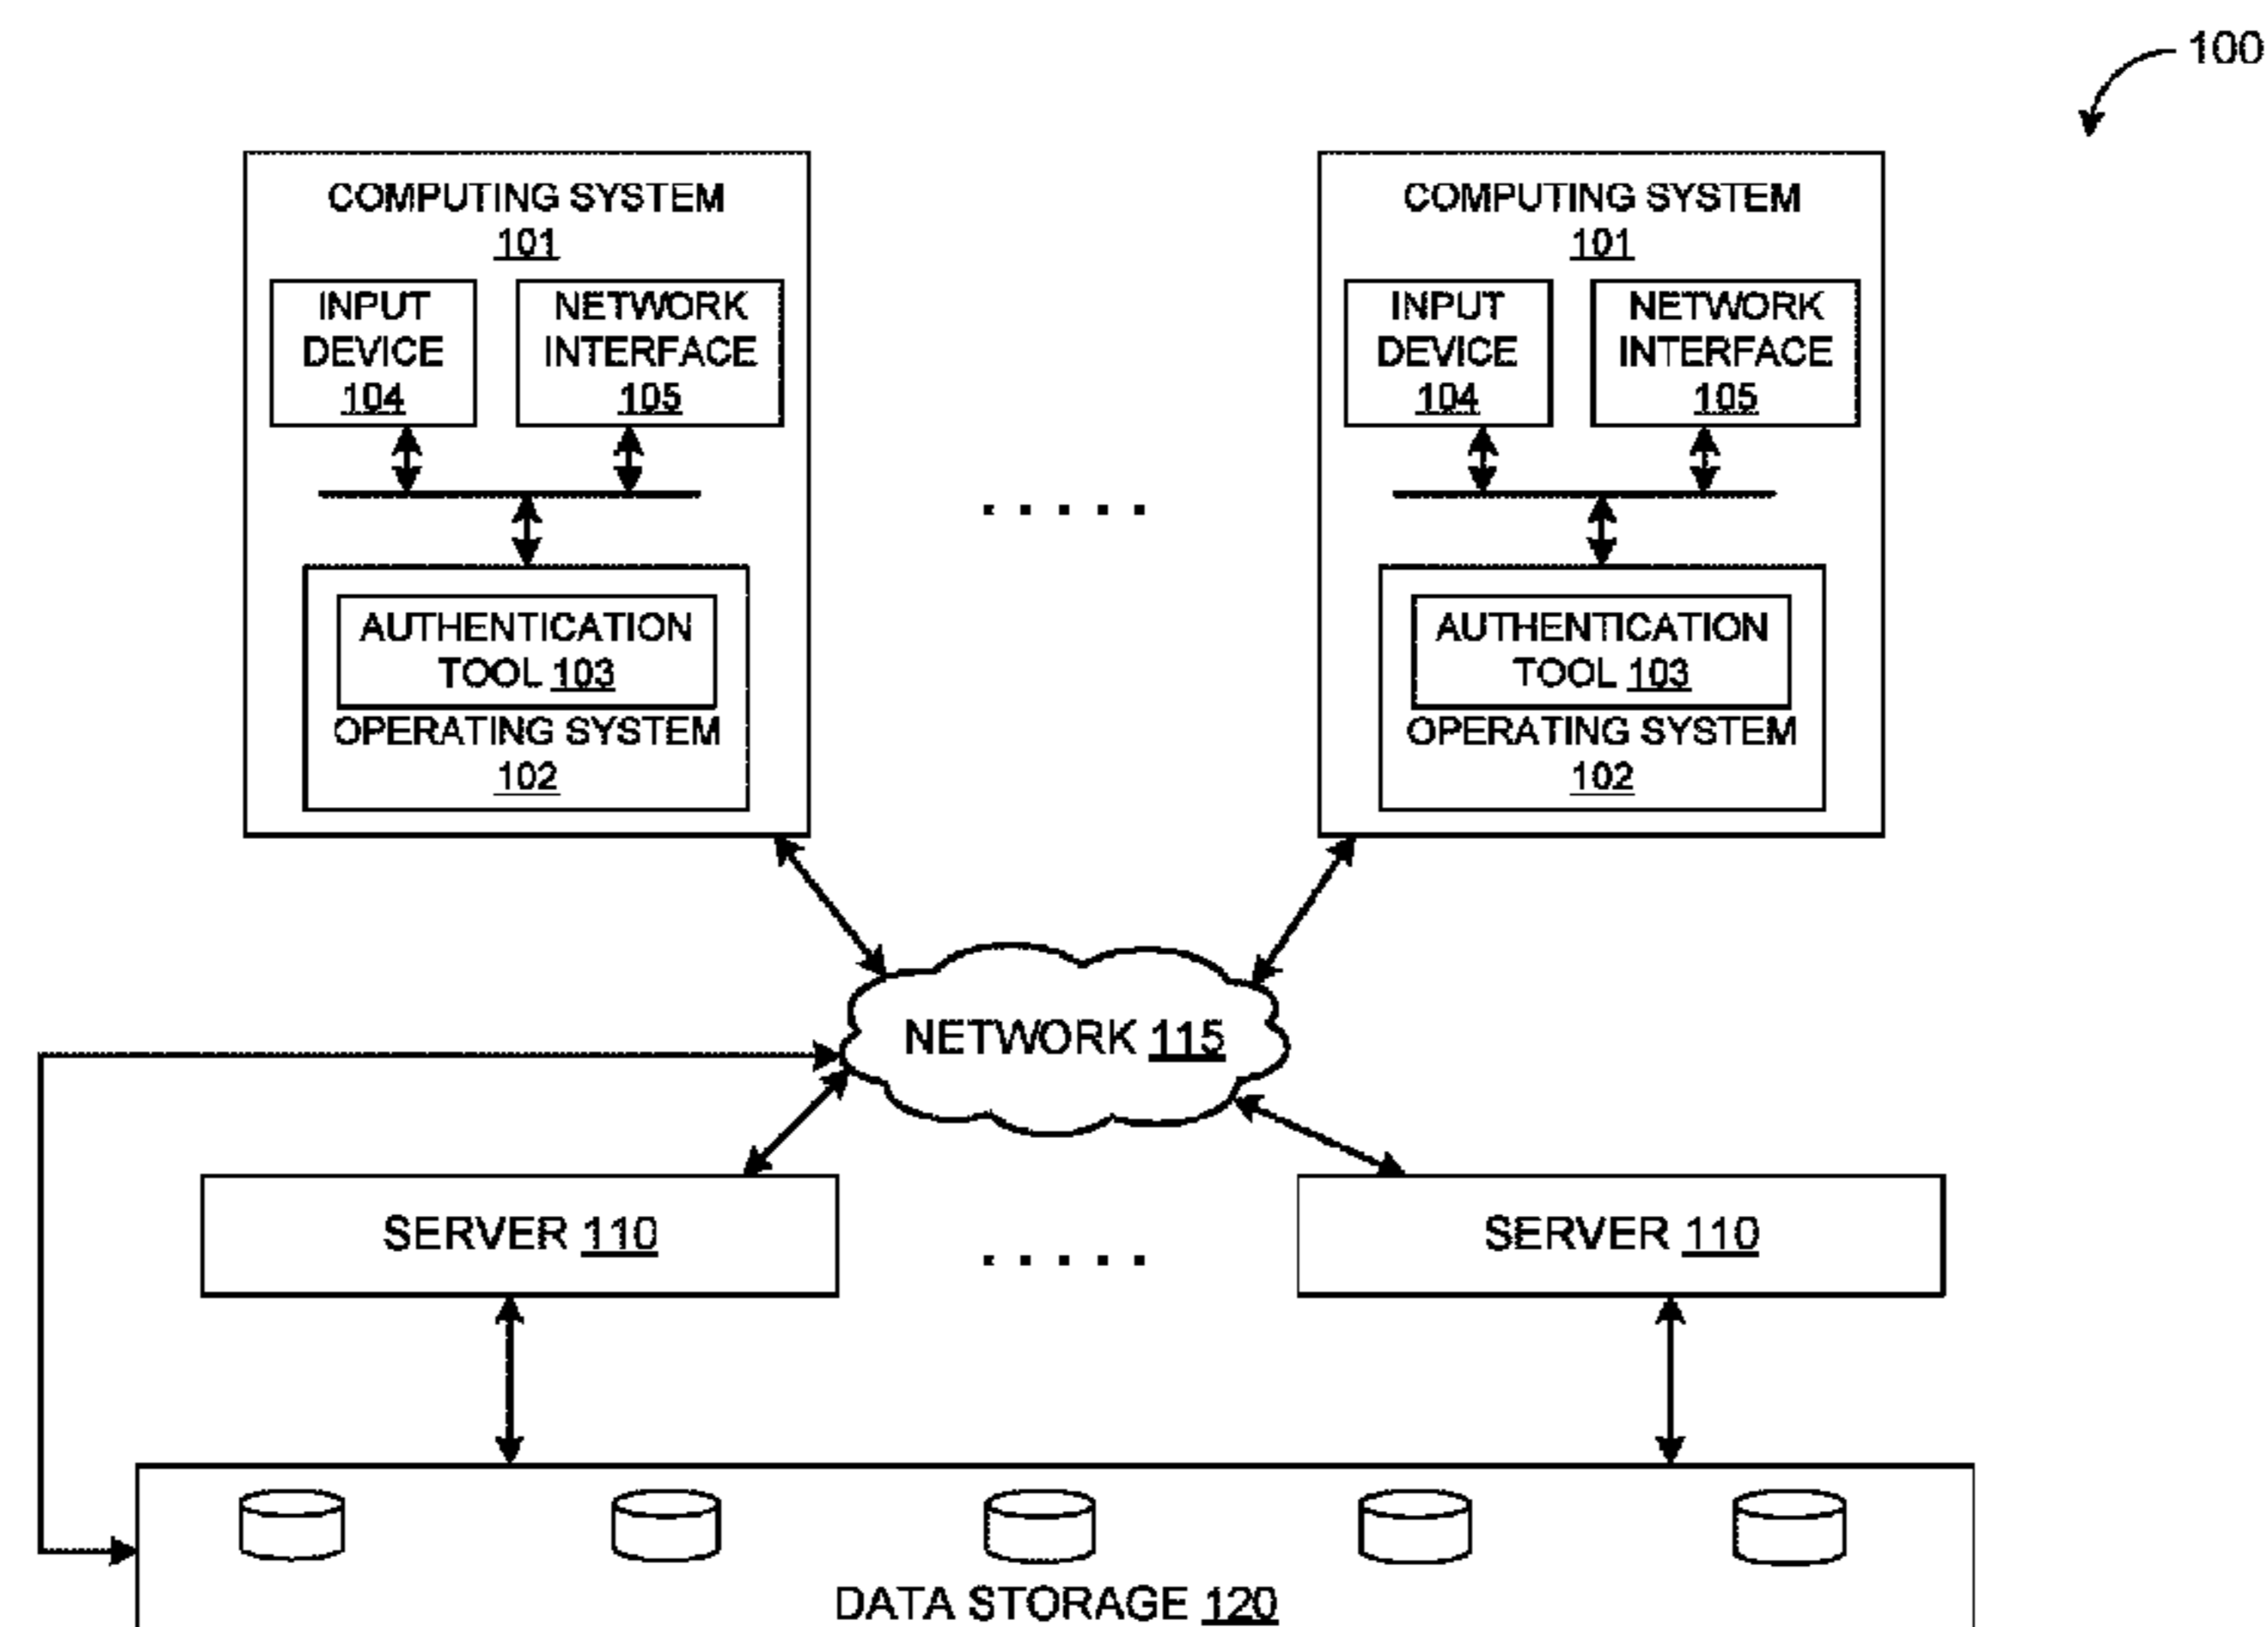 100
COMPUTING SYSTEM
101
INPUT
DEVICE
104
NETWORK
INTERFACE
105
AUTHENTICATION
TOOL 103
OPERATING SYSTEM
102
COMPUTING SYSTEM
101
INPUT
DEVICE
104
NETWORK
INTERFACE
105
AUTHENTICATION
TOOL 103
OPERATING SYSTEM
102
NETWORK 115
SERVER 110
SERVER 110
DATA STORAGE 120